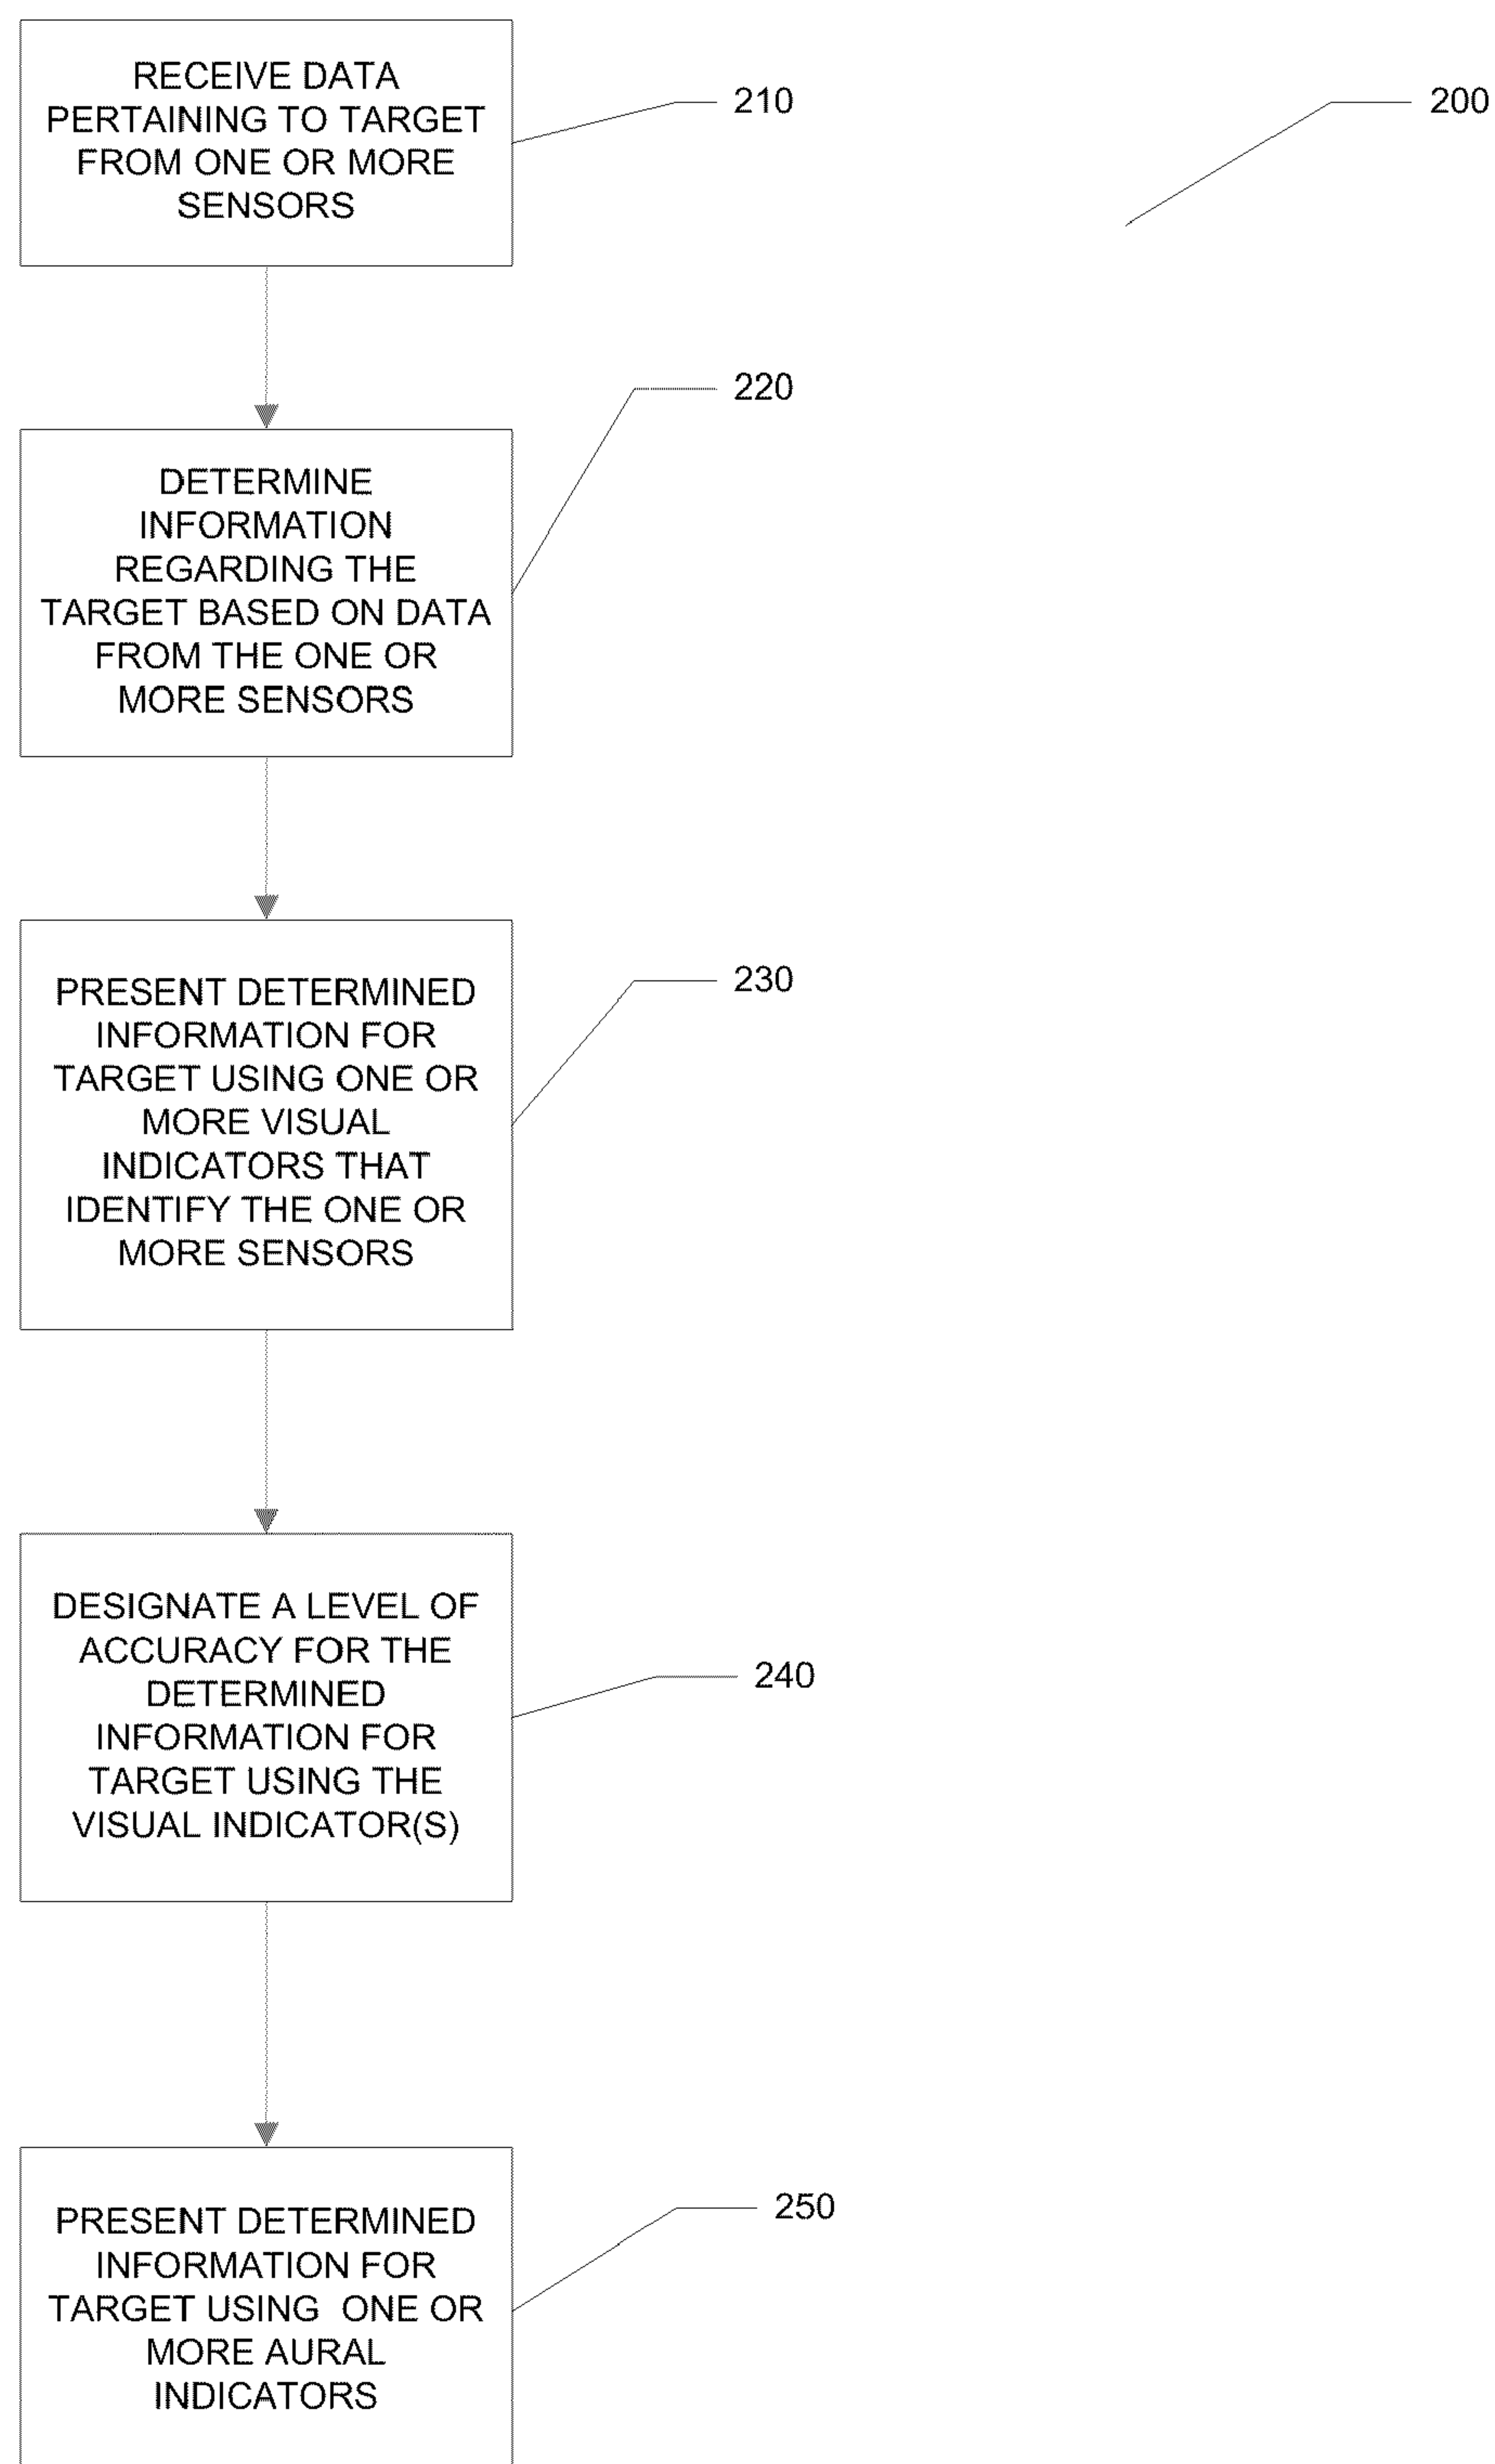 RECEIVE DATA
PERTAINING TO TARGET
FROM ONE OR MORE
SENSORS
210
200
220
DETERMINE
INFORMATION
REGARDING THE
TARGET BASED ON DATA
FROM THE ONE OR
MORE SENSORS
230
PRESENT DETERMINED
INFORMATION FOR
TARGET USING ONE OR
MORE VISUAL
INDICATORS THAT
IDENTIFY THE ONE OR
MORE SENSORS
DESIGNATE A LEVEL OF
ACCURACY FOR THE
DETERMINED
INFORMATION FOR
TARGET USING THE
VISUAL INDICATOR(S)
240
PRESENT DETERMINED
INFORMATION FOR
TARGET USING ONE OR
MORE AURAL
INDICATORS
250